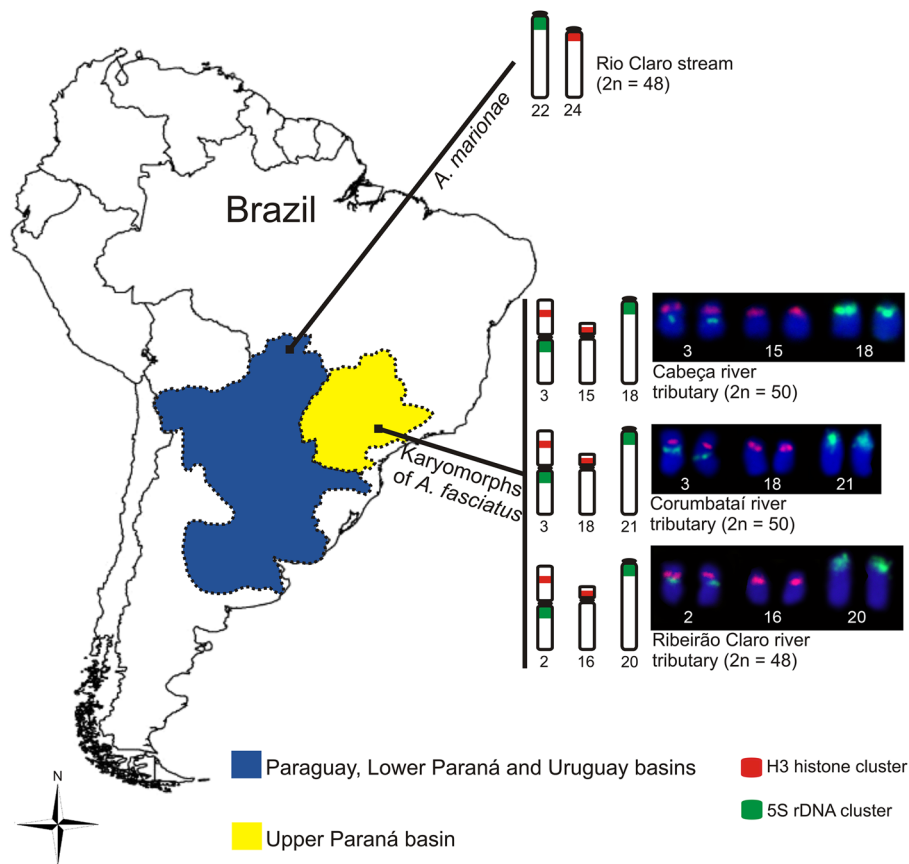 Rio Claro stream
(2n = 48)
22 24
A. marionae
Brazil
3 15 18
3 15 18
Cabeça river
tributary (2n = 50)
Karyomorphs
of A. fasciatus
3 18 21
3 18 21
Corumbataí river
tributary (2n = 50)
2 16 20
2 16 20
Ribeirão Claro river
tributary (2n = 48)
N
Paraguay, Lower Paraná and Uruguay basins
Upper Paraná basin
H3 histone cluster
5S rDNA cluster